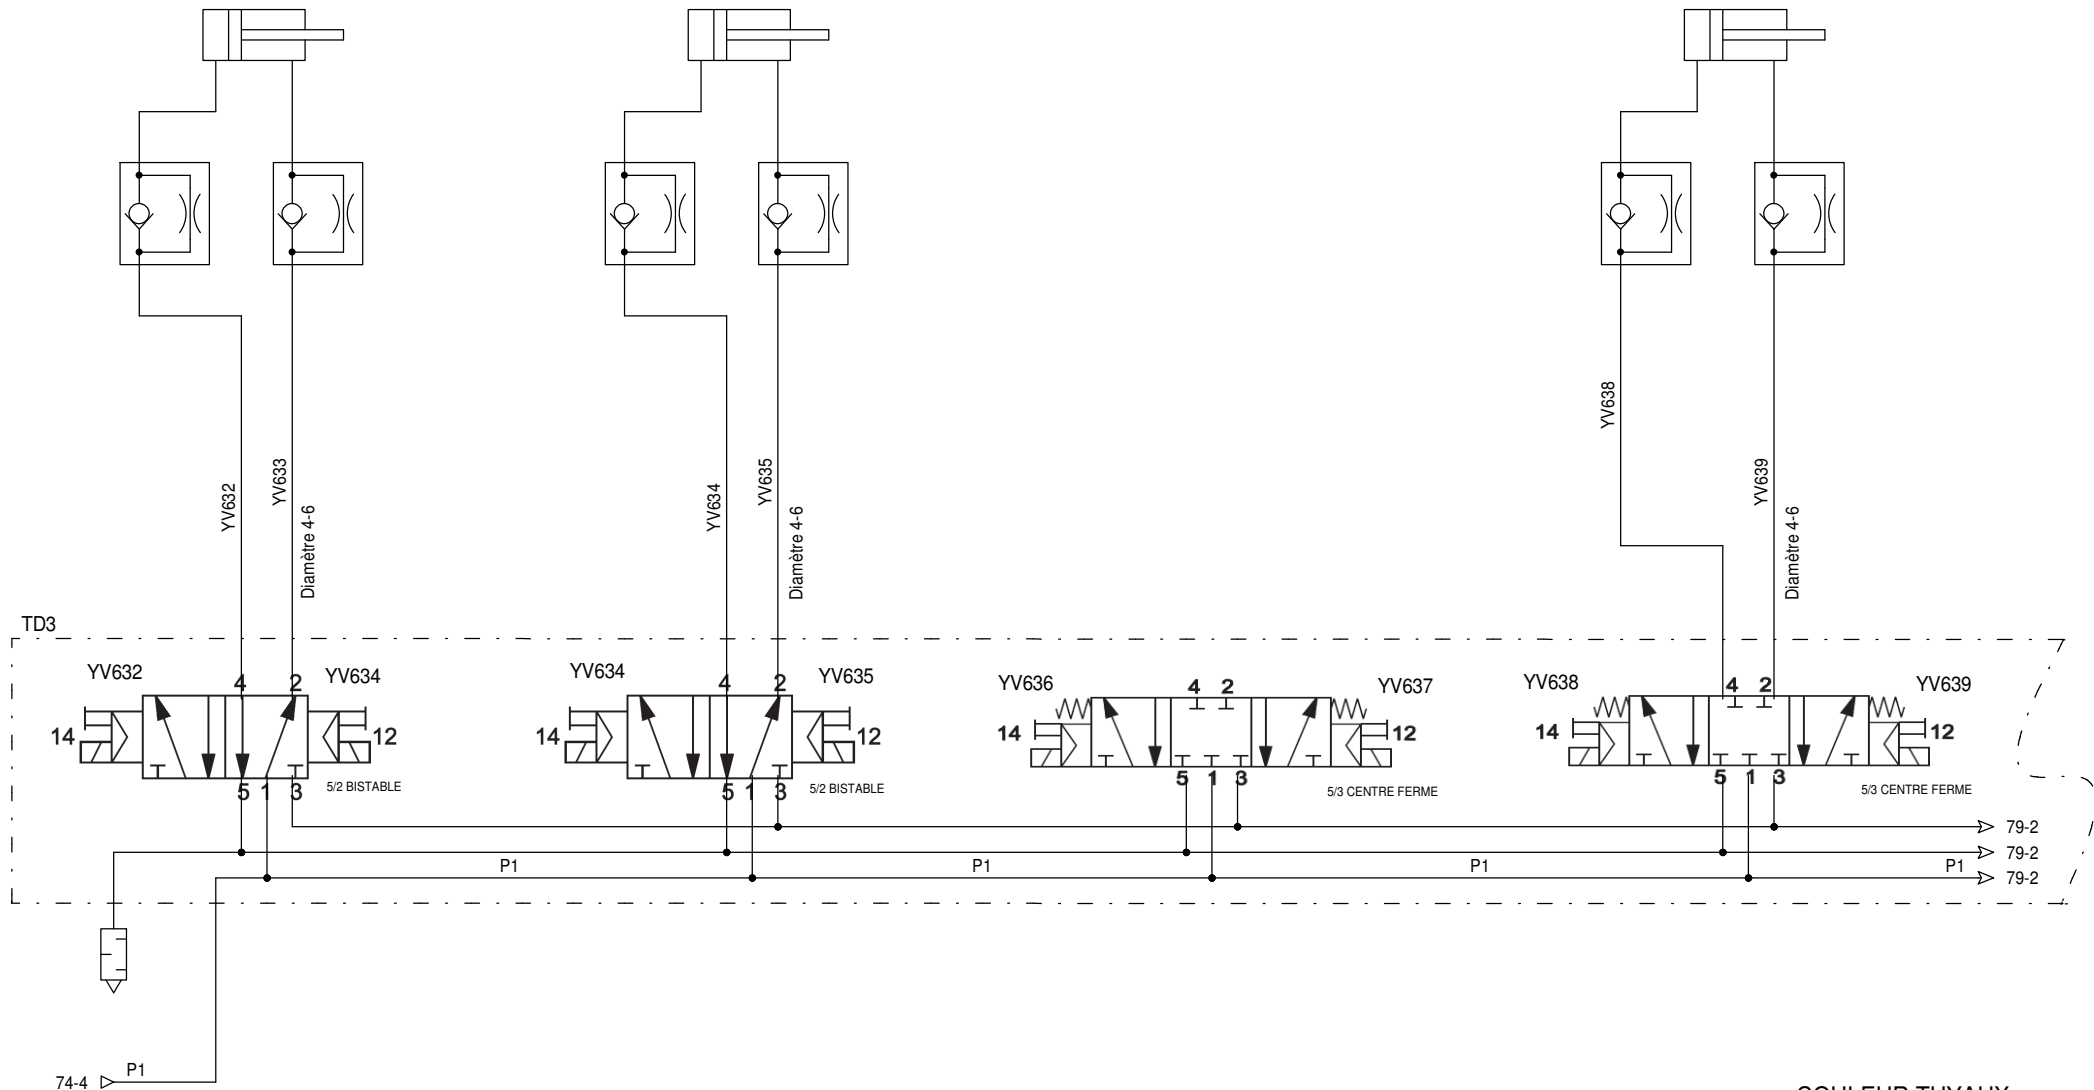 YV638
YV632
YV633
Diamètre 4-6
YV634
YV635
Diamètre 4-6
YV639
Diamètre 4-6
TD3
YV632
4
2
YV634
YV634
4
2
YV635
YV636
4
2
YV637
YV638
4
2
YV639
14
12
14
12
14
12
14
12
5
1
3
5/2 BISTABLE
5
1
3
5/2 BISTABLE
5
1
3
5/3 CENTRE FERME
5
1
3
5/3 CENTRE FERME
79-2
79-2
P1
P1
P1
P1
79-2
74-4
P1